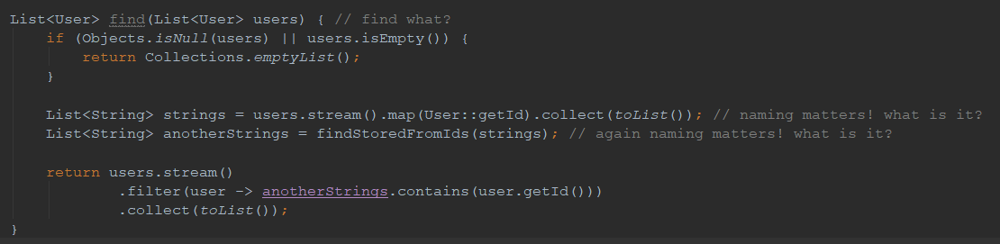 List<User> find(List<User> users) { // find what?
    if (Objects.isNull(users) || users.isEmpty()) {
        return Collections.emptyList();
    }

    List<String> strings = users.stream().map(User::getId).collect(toList()); // naming matters! what is it?
    List<String> anotherStrings = findStoredFromIds(strings); // again naming matters! what is it?

    return users.stream()
            .filter(user -> anotherStrings.contains(user.getId()))
            .collect(toList());
}